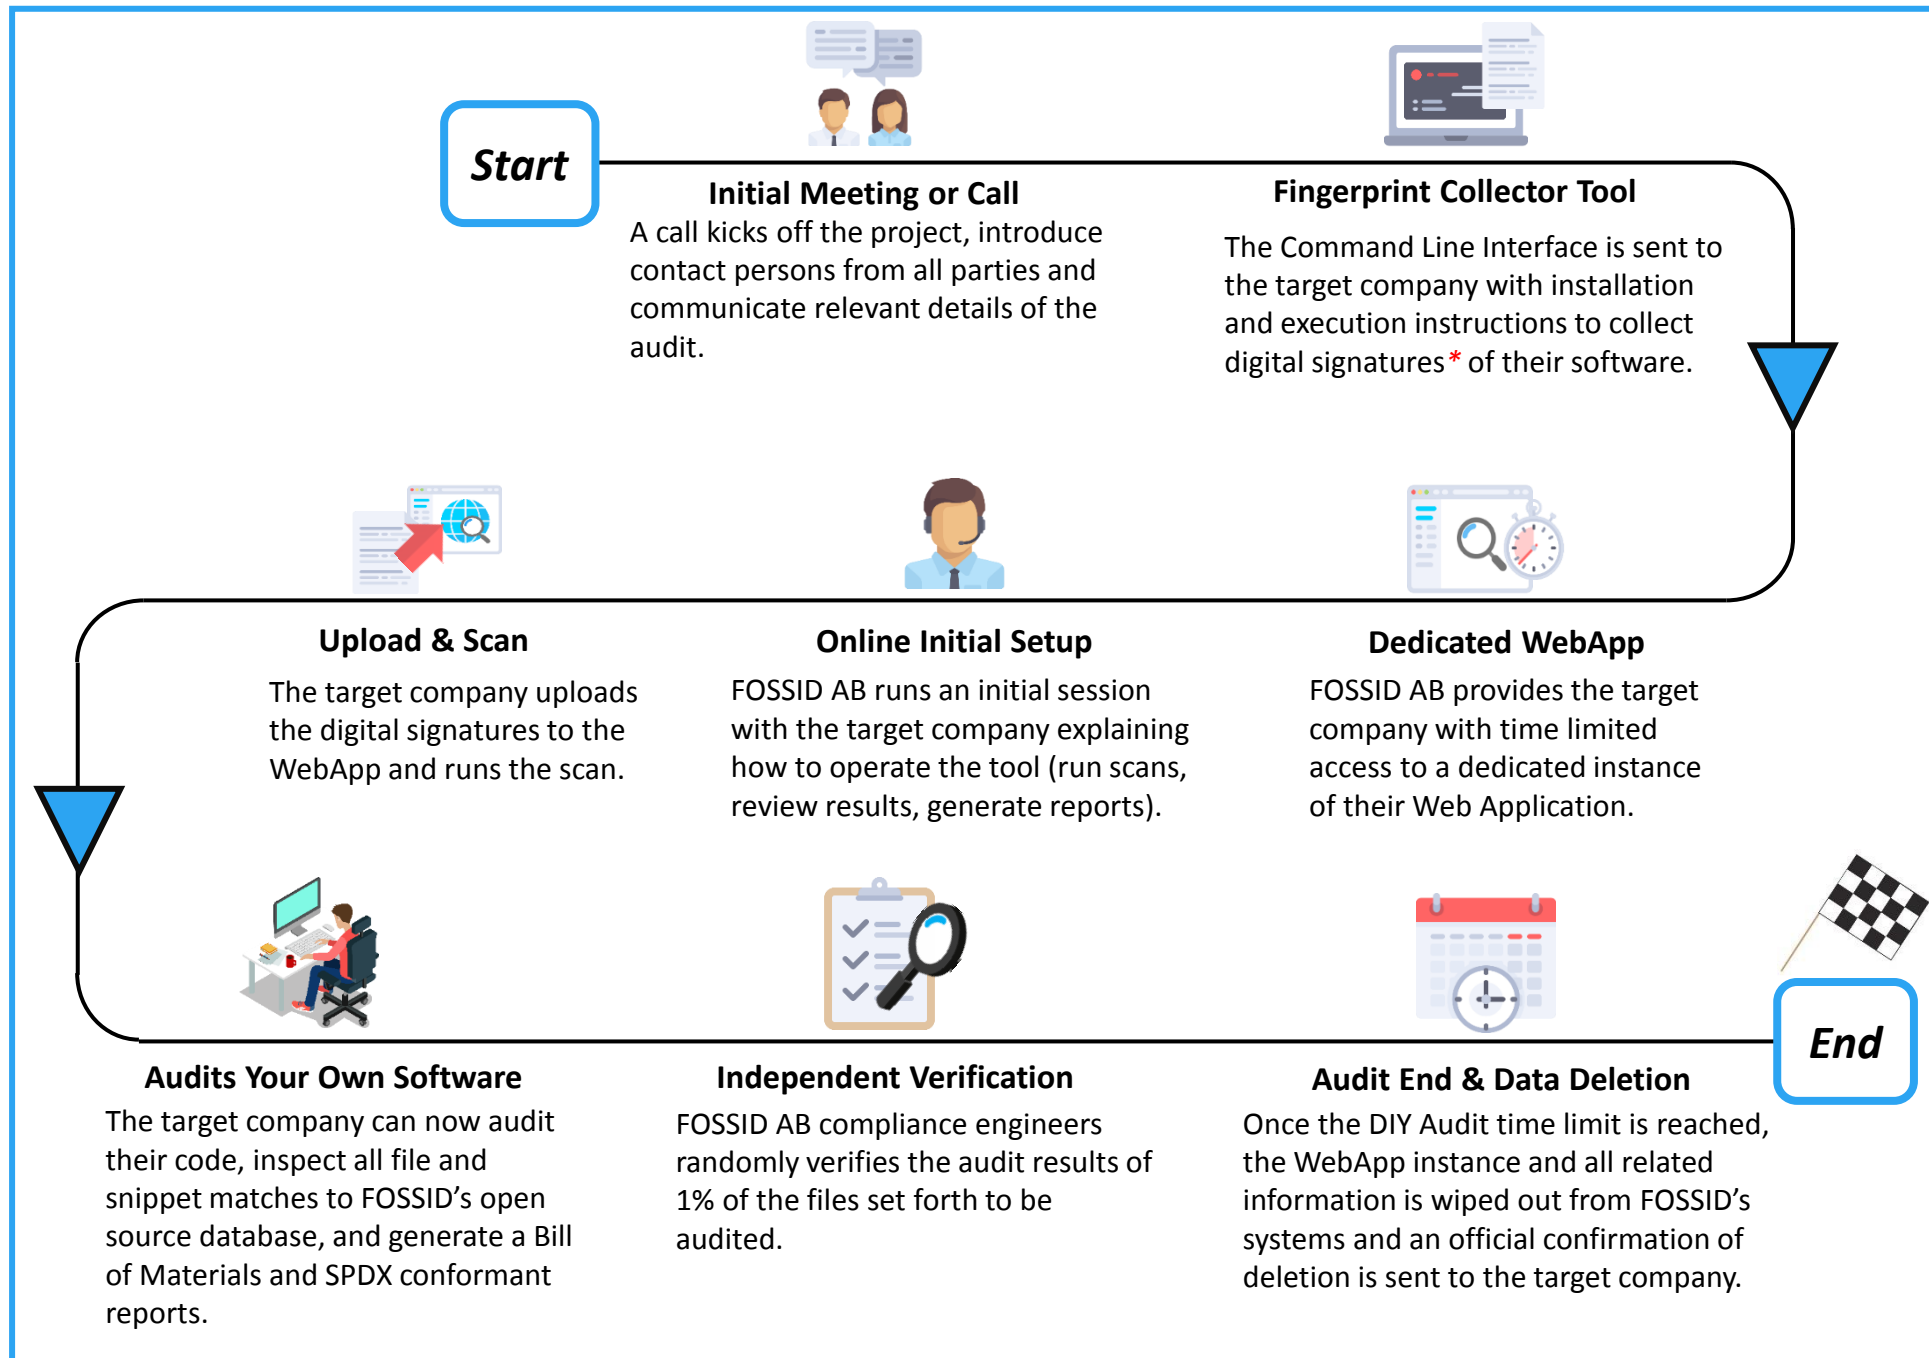 Start
Initial Meeting or Call
A call kicks off the project, introduce
contact persons from all parties and
communicate relevant details of the
audit.
Fingerprint Collector Tool
The Command Line Interface is sent to
the target company with installation
and execution instructions to collect
digital signatures* of their software.
Dedicated WebApp
FOSSID AB provides the target
company with time limited
access to a dedicated instance
of their Web Application.
Online Initial Setup
FOSSID AB runs an initial session
with the target company explaining
how to operate the tool (run scans,
review results, generate reports).
Upload & Scan
The target company uploads
the digital signatures to the
WebApp and runs the scan.
Audits Your Own Software
The target company can now audit
their code, inspect all file and
snippet matches to FOSSID’s open
source database, and generate a Bill
of Materials and SPDX conformant
reports.
Independent Verification
FOSSID AB compliance engineers
randomly verifies the audit results of
1% of the files set forth to be
audited.
Audit End & Data Deletion
Once the DIY Audit time limit is reached,
the WebApp instance and all related
information is wiped out from FOSSID’s
systems and an official confirmation of
deletion is sent to the target company.
End